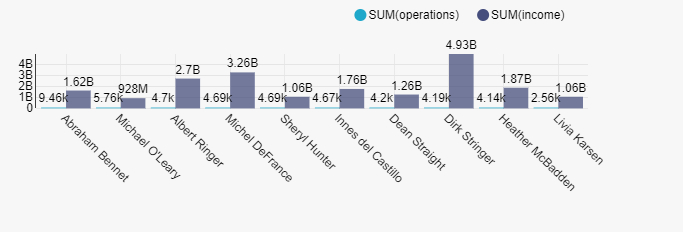 SUM(operations) SUM(income)
4B
3B
2B
1B
0
9.46k 1.62B 5.76k 928M 4.7k 2.7B 4.69k 3.26B 4.69k 1.06B 4.67k 1.76B 4.2k 1.26B 4.19k 4.93B 4.14k 1.87B 2.56k 1.06B
Abraham Bennet
Michael O'Leary
Albert Ringer
Michel DeFrance
Sheryl Hunter
Innes del Castillo
Dean Straight
Dirk Stringer
Heather McBadden
Livia Karsen